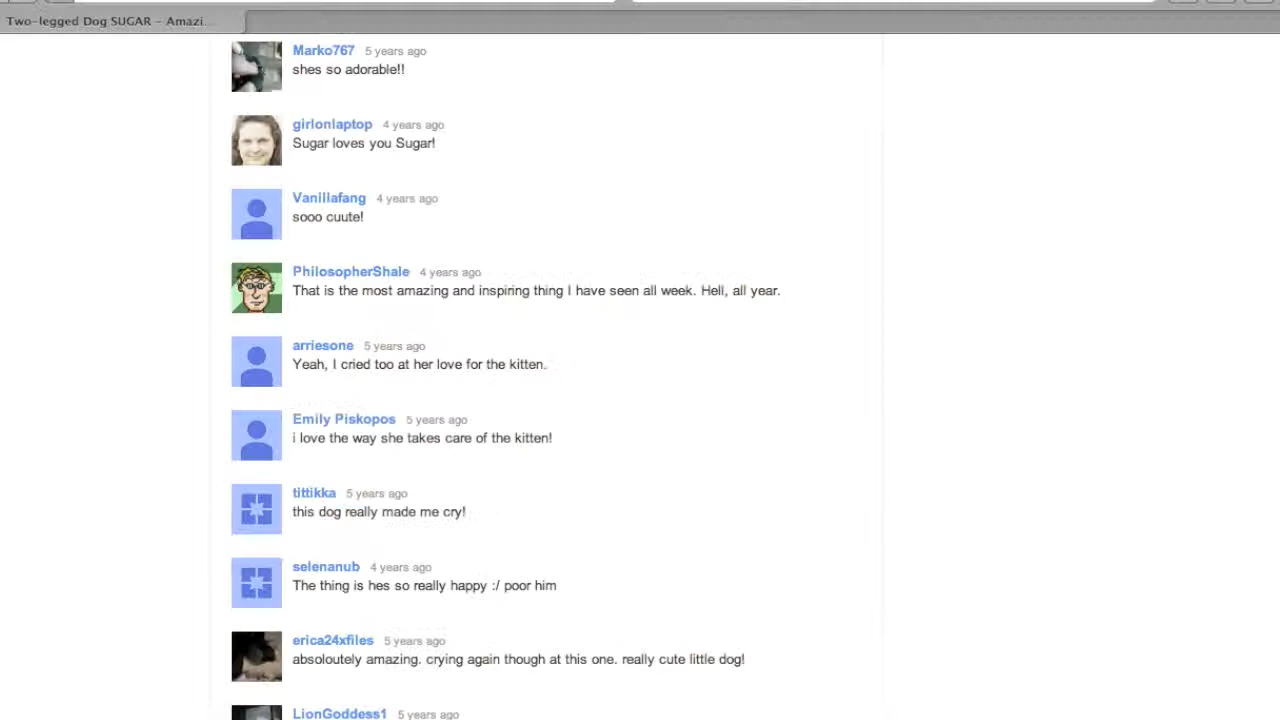 Two-legged Dog SUGAR – Amazi...
Marko767 5 years ago
shes so adorable!!
girlonlaptop 4 years ago
Sugar loves you Sugar!
Vanillafang 4 years ago
sooo cuute!
PhilosopherShale 4 years ago
That is the most amazing and inspiring thing I have seen all week. Hell, all year.
arriesone 5 years ago
Yeah, I cried too at her love for the kitten.
Emily Piskopos 5 years ago
i love the way she takes care of the kitten!
tittikka 5 years ago
this dog really made me cry!
selenanub 4 years ago
The thing is hes so really happy :/ poor him
erica24xfiles 5 years ago
absoloutely amazing. crying again though at this one. really cute little dog!
LionGoddess1 5 years ago